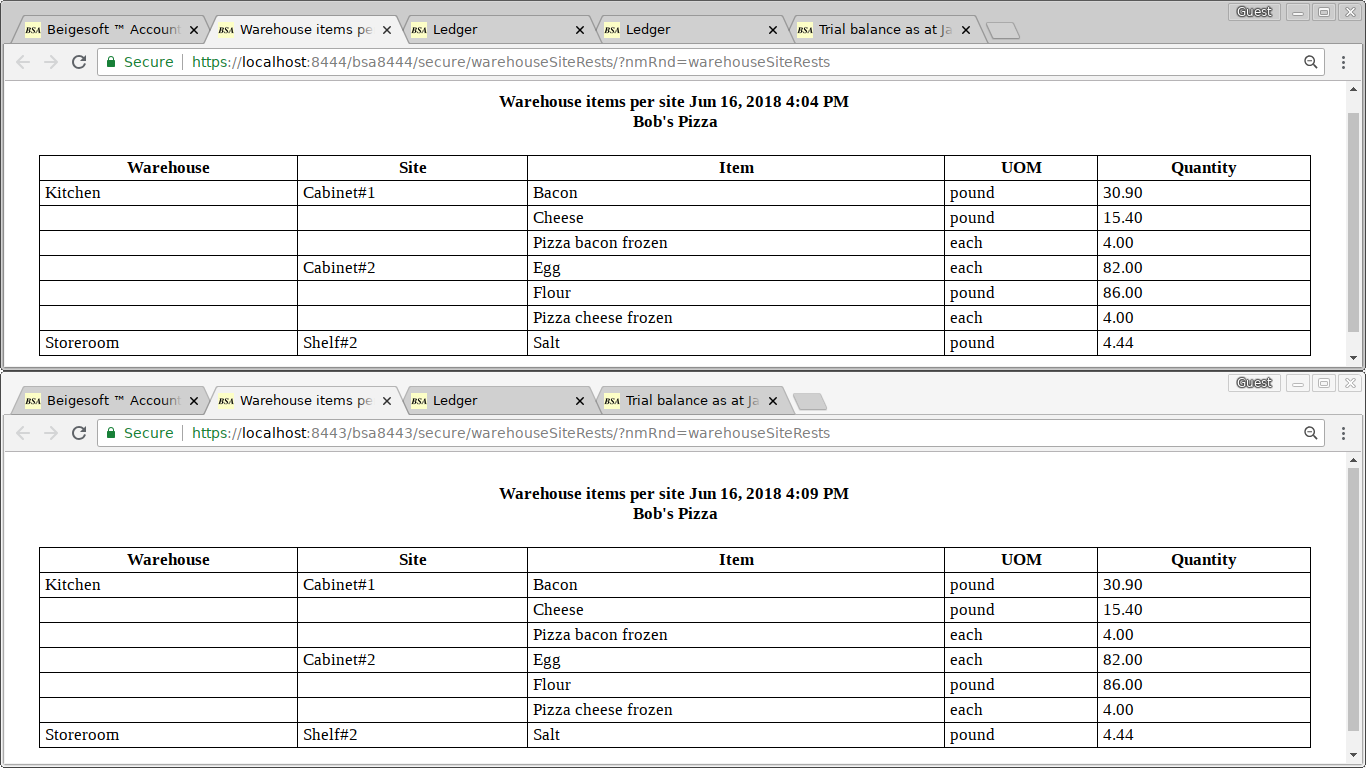 Guest
BSA Beigesoft ™ Accoun
BSA Warehouse items pe
BSA Ledger
BSA Ledger
BSA Trial balance as at Ja
Secure https://localhost:8444/bsa8444/secure/warehouseSiteRests/?nmRnd=warehouseSiteRests
Warehouse items per site Jun 16, 2018 4:04 PM
Bob's Pizza
Warehouse Site Item UOM Quantity
Kitchen Cabinet#1 Bacon pound 30.90
Cheese pound 15.40
Pizza bacon frozen each 4.00
Cabinet#2 Egg each 82.00
Flour pound 86.00
Pizza cheese frozen each 4.00
Storeroom Shelf#2 Salt pound 4.44
Guest
BSA Beigesoft ™ Accoun
BSA Warehouse items pe
BSA Ledger
BSA Trial balance as at Ja
Secure https://localhost:8443/bsa8443/secure/warehouseSiteRests/?nmRnd=warehouseSiteRests
Warehouse items per site Jun 16, 2018 4:09 PM
Bob's Pizza
Warehouse Site Item UOM Quantity
Kitchen Cabinet#1 Bacon pound 30.90
Cheese pound 15.40
Pizza bacon frozen each 4.00
Cabinet#2 Egg each 82.00
Flour pound 86.00
Pizza cheese frozen each 4.00
Storeroom Shelf#2 Salt pound 4.44